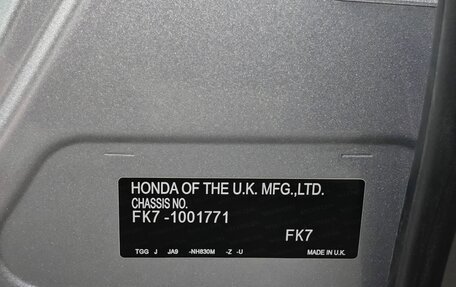 HONDA OF THE U.K. MFG.,LTD.
CHASSIS NO.
FK7 -1001771
FK7
TGG J JA9 -NH830M -Z -U MADE IN U.K.